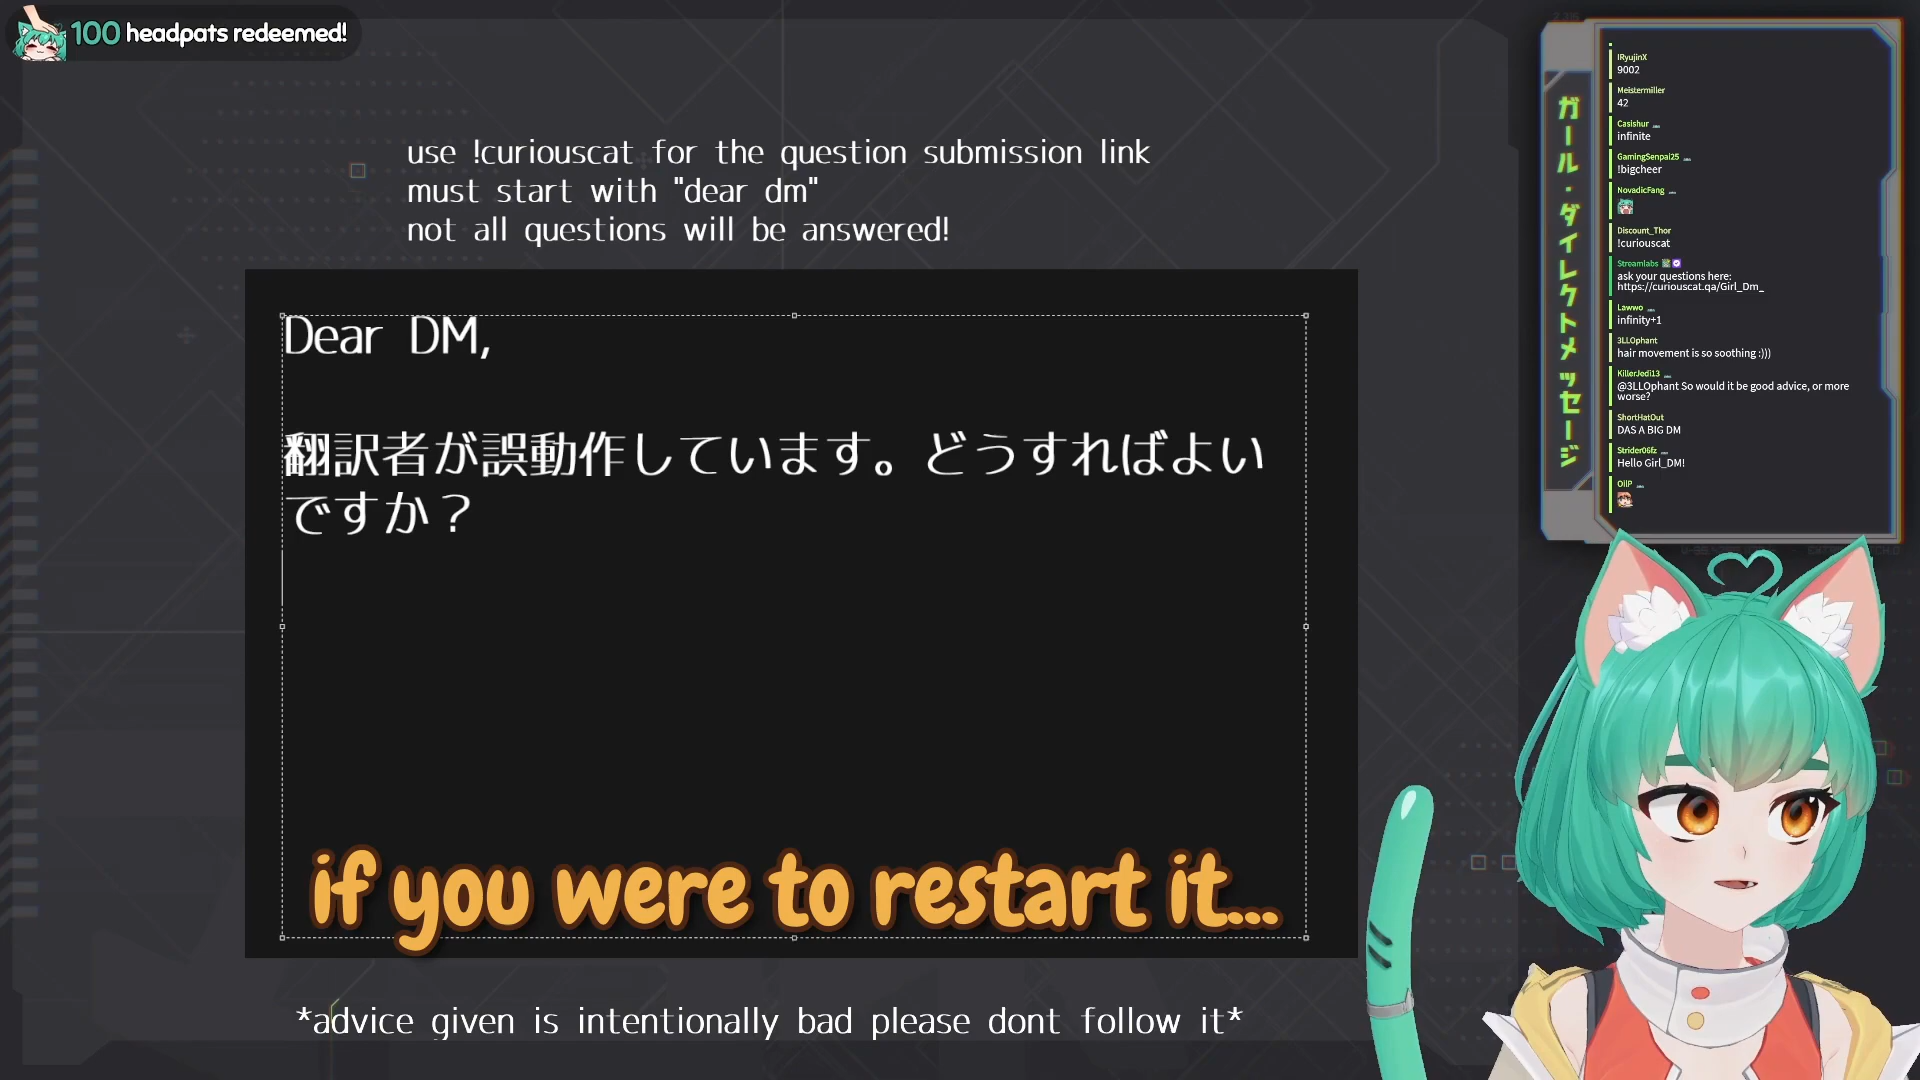 100 headpats redeemed!
use !curiouscat for the question submission link
must start with "dear dm"
not all questions will be answered!
Dear DM,
翻訳者が誤動作しています。どうすればよい
ですか？
if you were to restart it...
*advice given is intentionally bad please dont follow it*
ガール・ダイレクトメッセージ
IRyujinX
9002
Meistermiller
42
Casishur
infinite
GamingSenpai25
!bigcheer
NovadicFang
Discount_Thor
!curiouscat
Streamlabs
ask your questions here:
https://curiouscat.qa/Girl_Dm_
Lawwo
infinity+1
3LLOphant
hair movement is so soothing :)))
KillerJedi13
@3LLOphant So would it be good advice, or more
worse?
ShortHatOut
DAS A BIG DM
Strider06fz
Hello Girl_DM!
OilP